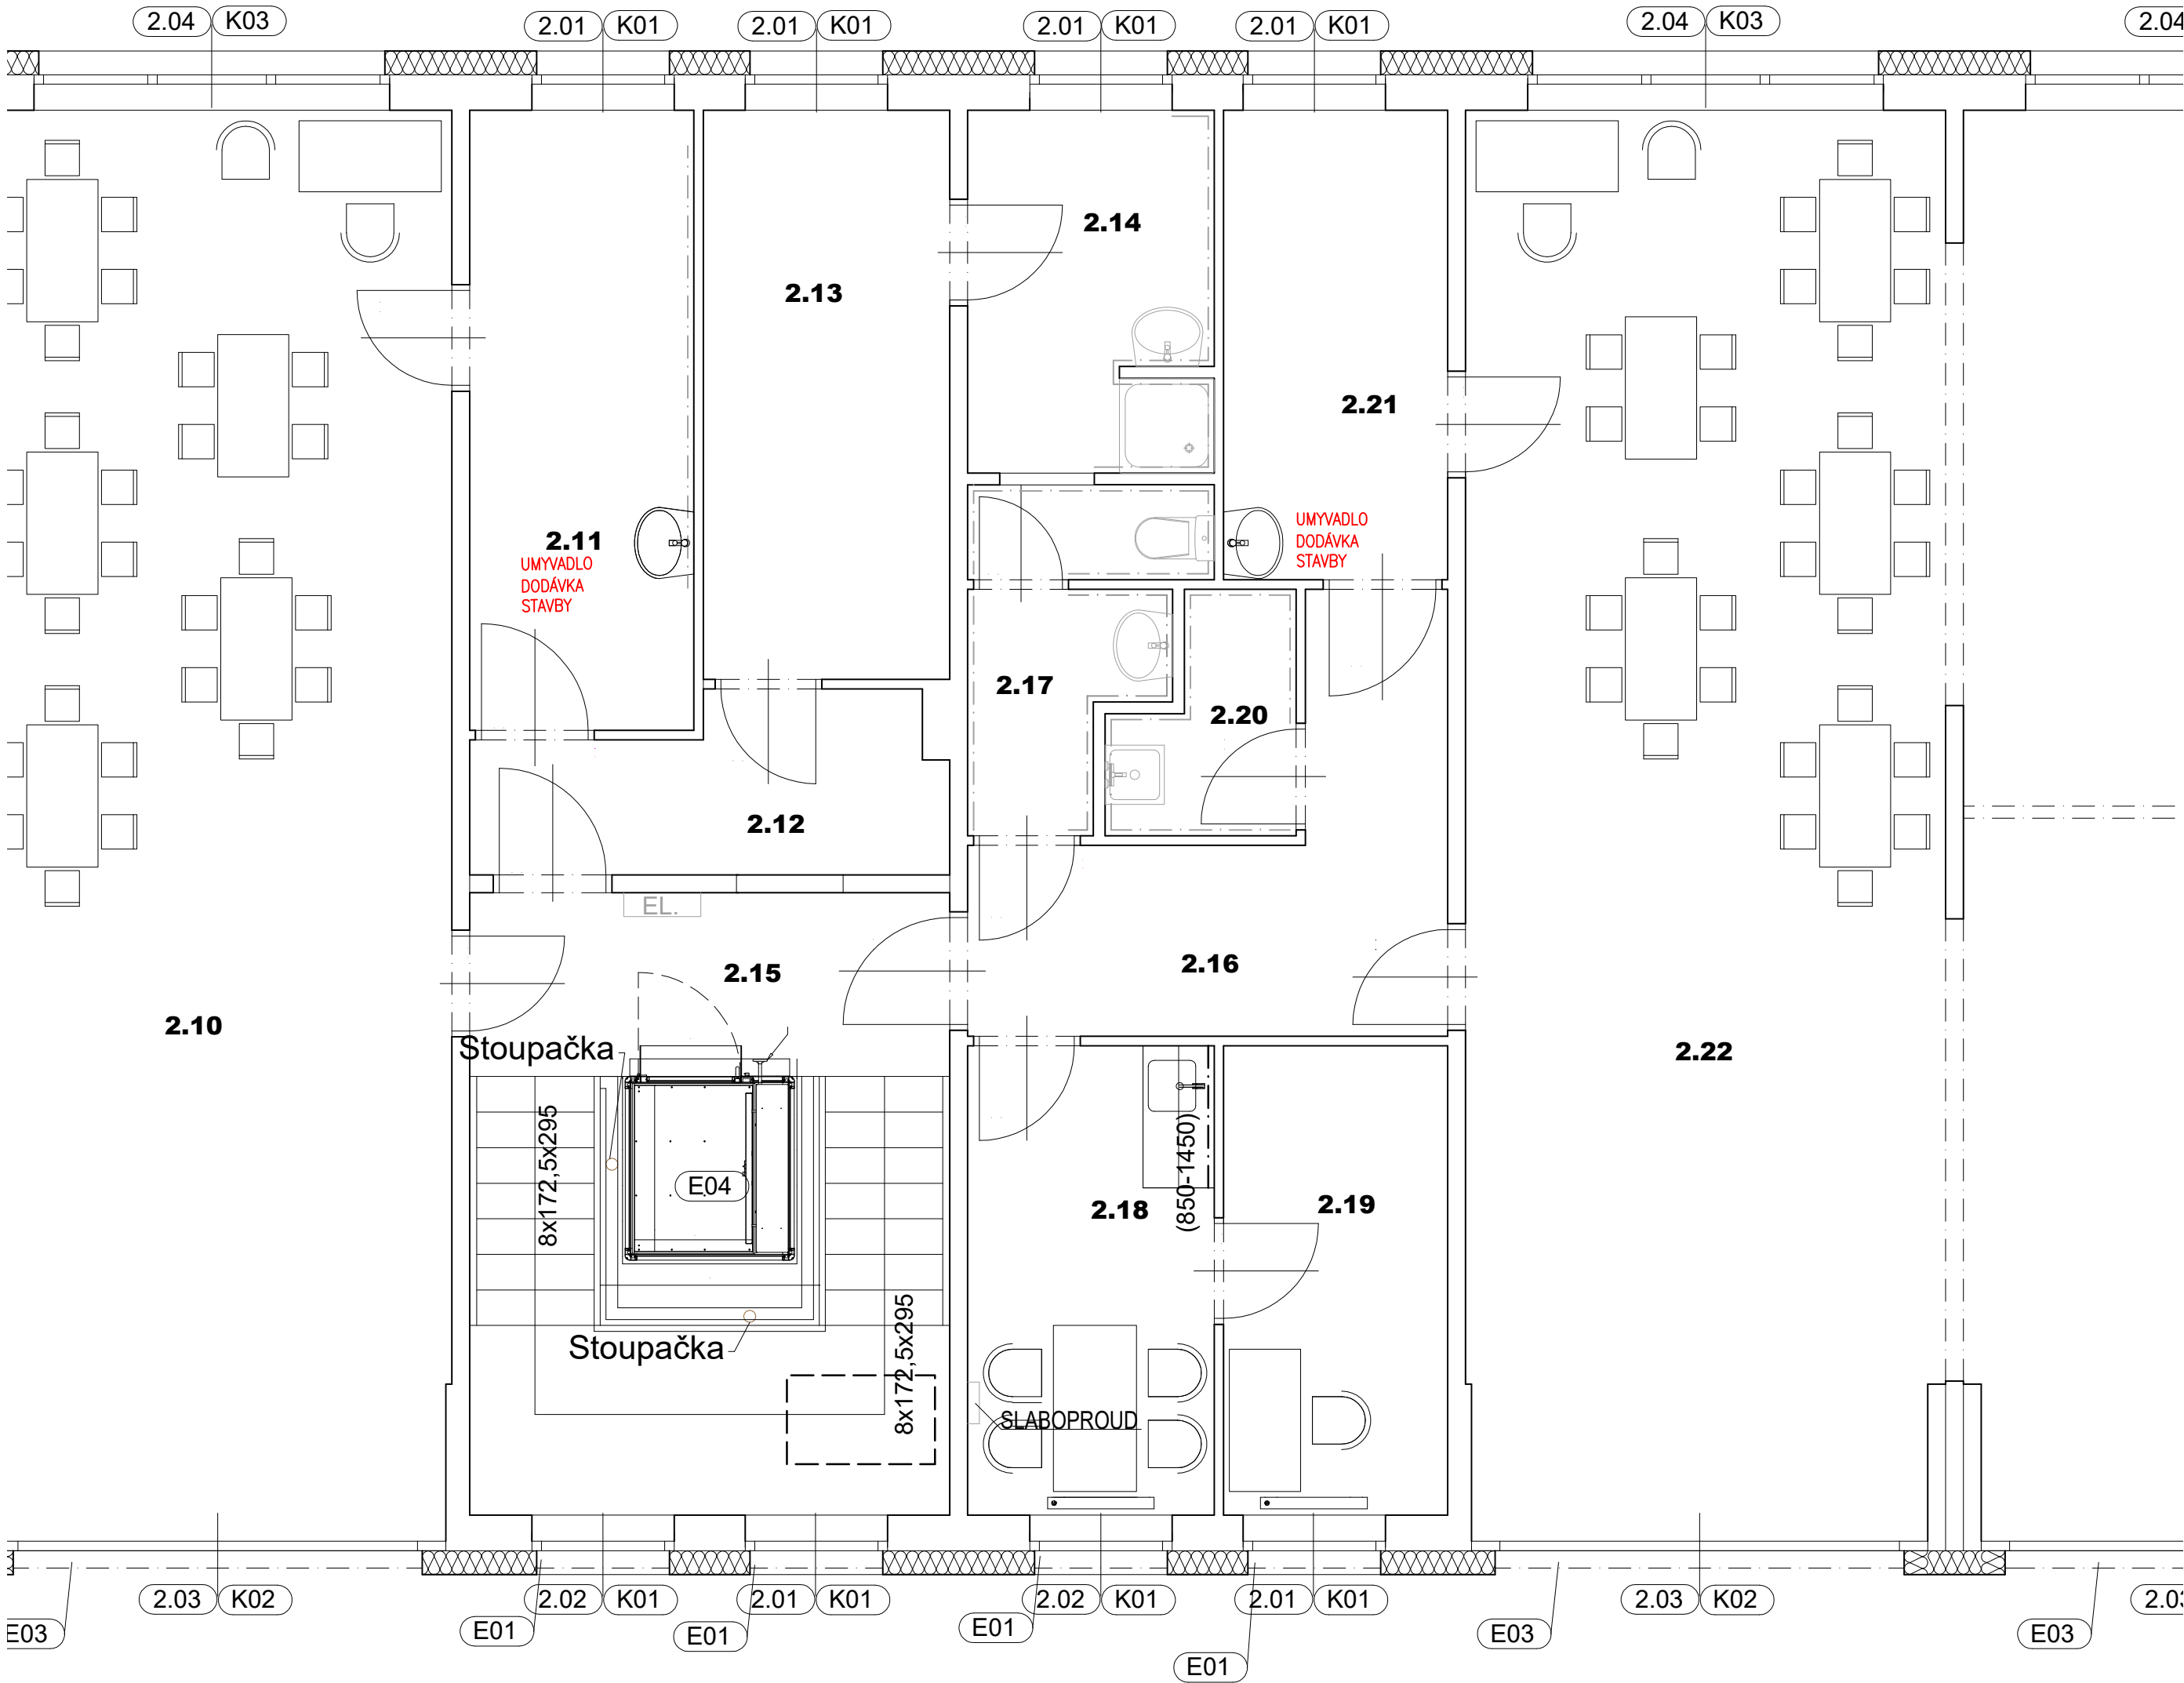 2.04 K03
2.01 K01
2.01 K01
2.01 K01
2.01 K01
2.04 K03
2.04
2.14
2.13
2.21
2.11
UMYVADLO
DODÁVKA
STAVBY
UMYVADLO
DODÁVKA
STAVBY
2.17
2.20
2.12
EL.
2.15
2.16
2.10
Stoupačka
2.22
8x172,5x295
E04
(850-1450)
2.18
2.19
8x172,5x295
Stoupačka
SLABOPROUD
2.03 K02
2.02 K01
2.01 K01
2.02 K01
2.01 K01
2.03 K02
2.03
E03
E01
E01
E01
E01
E03
E03